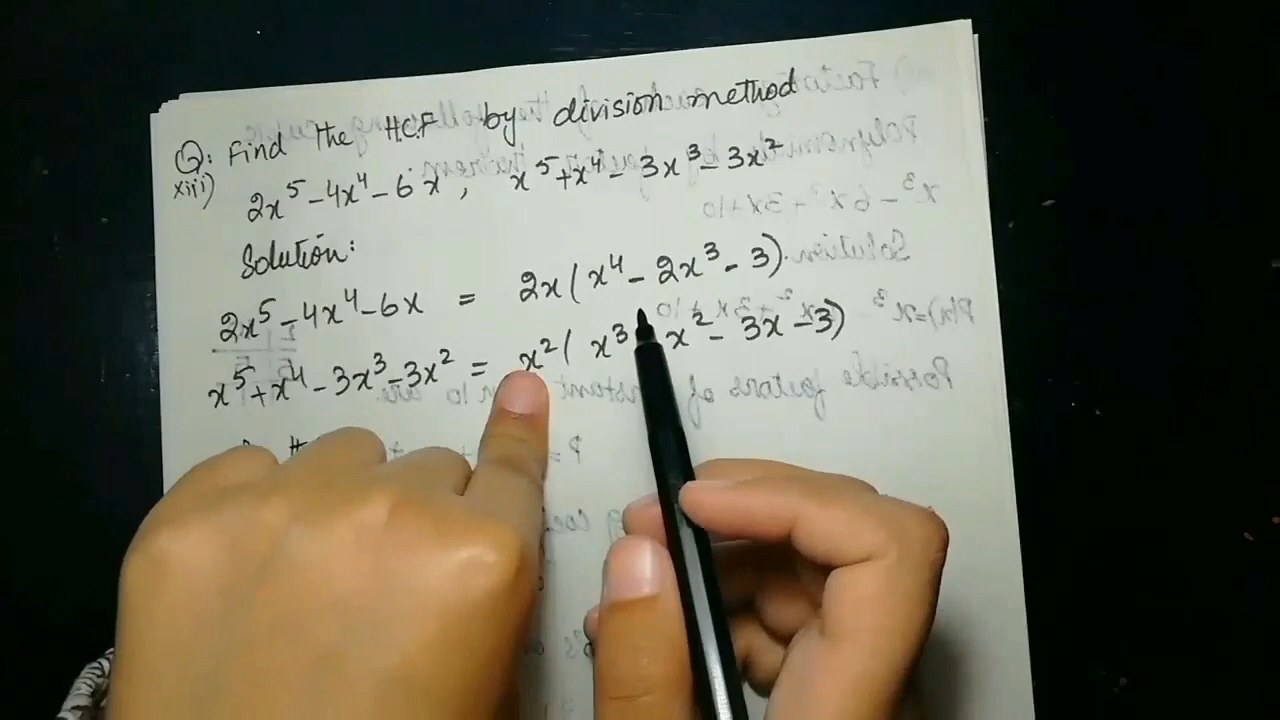 Q: Find the H.C.F by division method
xiii) 2x⁵ - 4x⁴ - 6x, x⁵ + x⁴ - 3x³ - 3x²
Solution:
2x⁵ - 4x⁴ - 6x = 2x(x⁴ - 2x³ - 3)
x⁵ + x⁴ - 3x³ - 3x² = x²(x³ x² - 3x - 3)